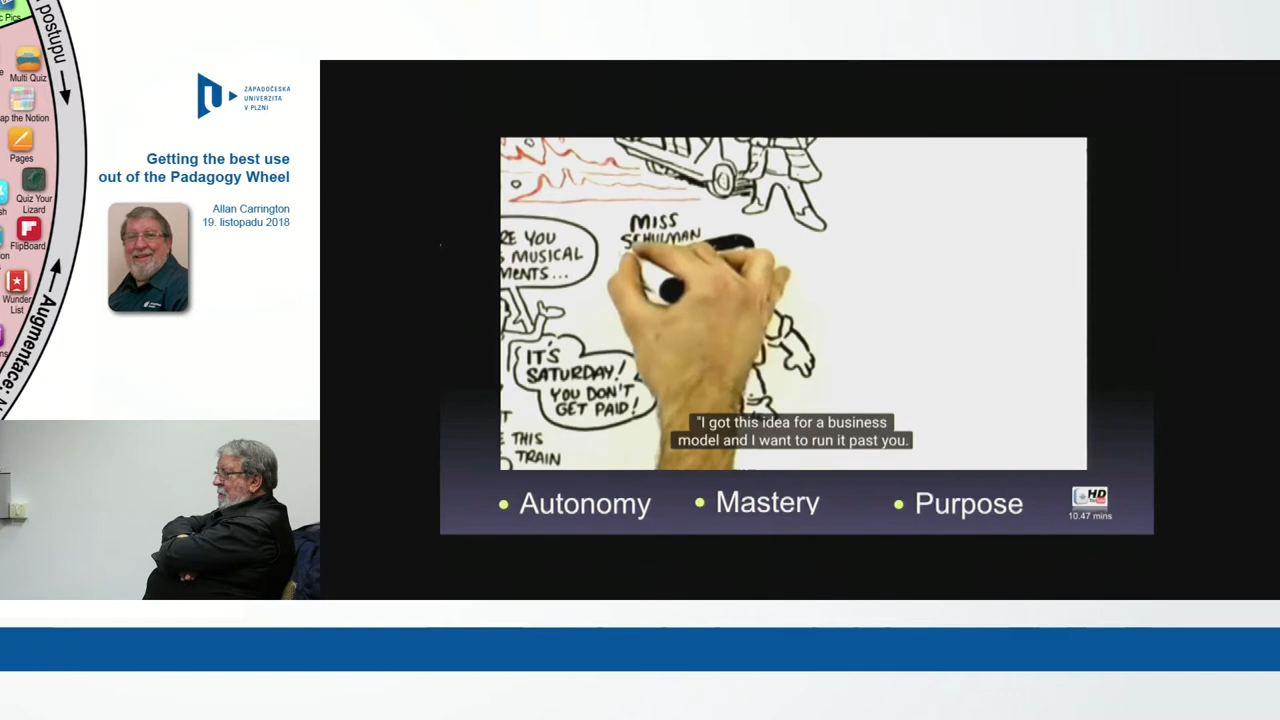 c Pics
postupu
Multi Quiz
ap the Notion
Pages
Quiz Your
Lizard
FlipBoard
Wunder
List
Augmentace:
ZÁPADOČESKÁ
UNIVERZITA
V PLZNI
Getting the best use
out of the Padagogy Wheel
Allan Carrington
19. listopadu 2018
MISS
SCHULMAN
RE YOU
MUSICAL
MENTS...
IT'S
SATURDAY!
YOU DON'T
GET PAID!
THIS
TRAIN
"I got this idea for a business
model and I want to run it past you.
• Autonomy • Mastery • Purpose
HD
10.47 mins